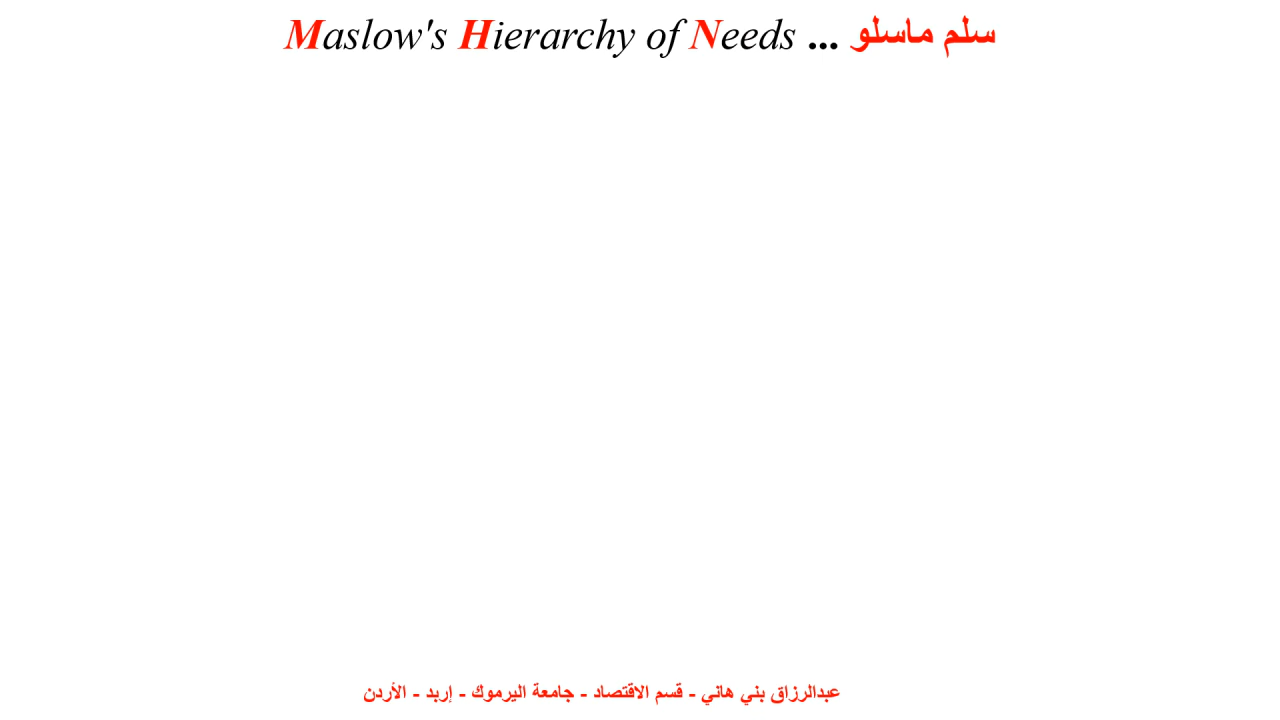 سلم ماسلو ... Maslow's Hierarchy of Needs
عبدالرزاق بني هاني - قسم الاقتصاد - جامعة اليرموك - إربد - الأردن